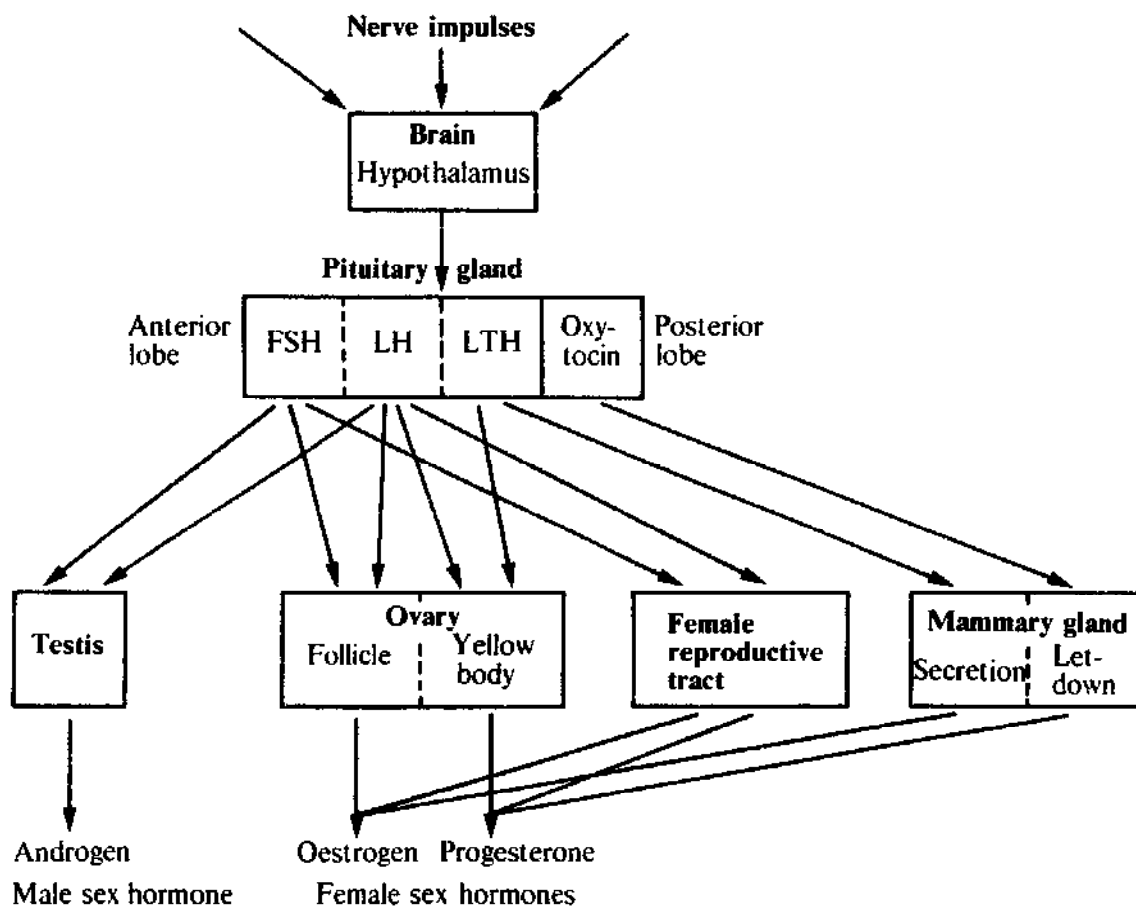 Nerve impulses
Brain
Hypothalamus
Pituitary gland
Anterior
lobe
FSH
LH
LTH
Oxy-
tocin
Posterior
lobe
Testis
Ovary
Follicle
Yellow
body
Female
reproductive
tract
Mammary gland
Secretion
Let-
down
Androgen
Oestrogen
Progesterone
Male sex hormone
Female sex hormones